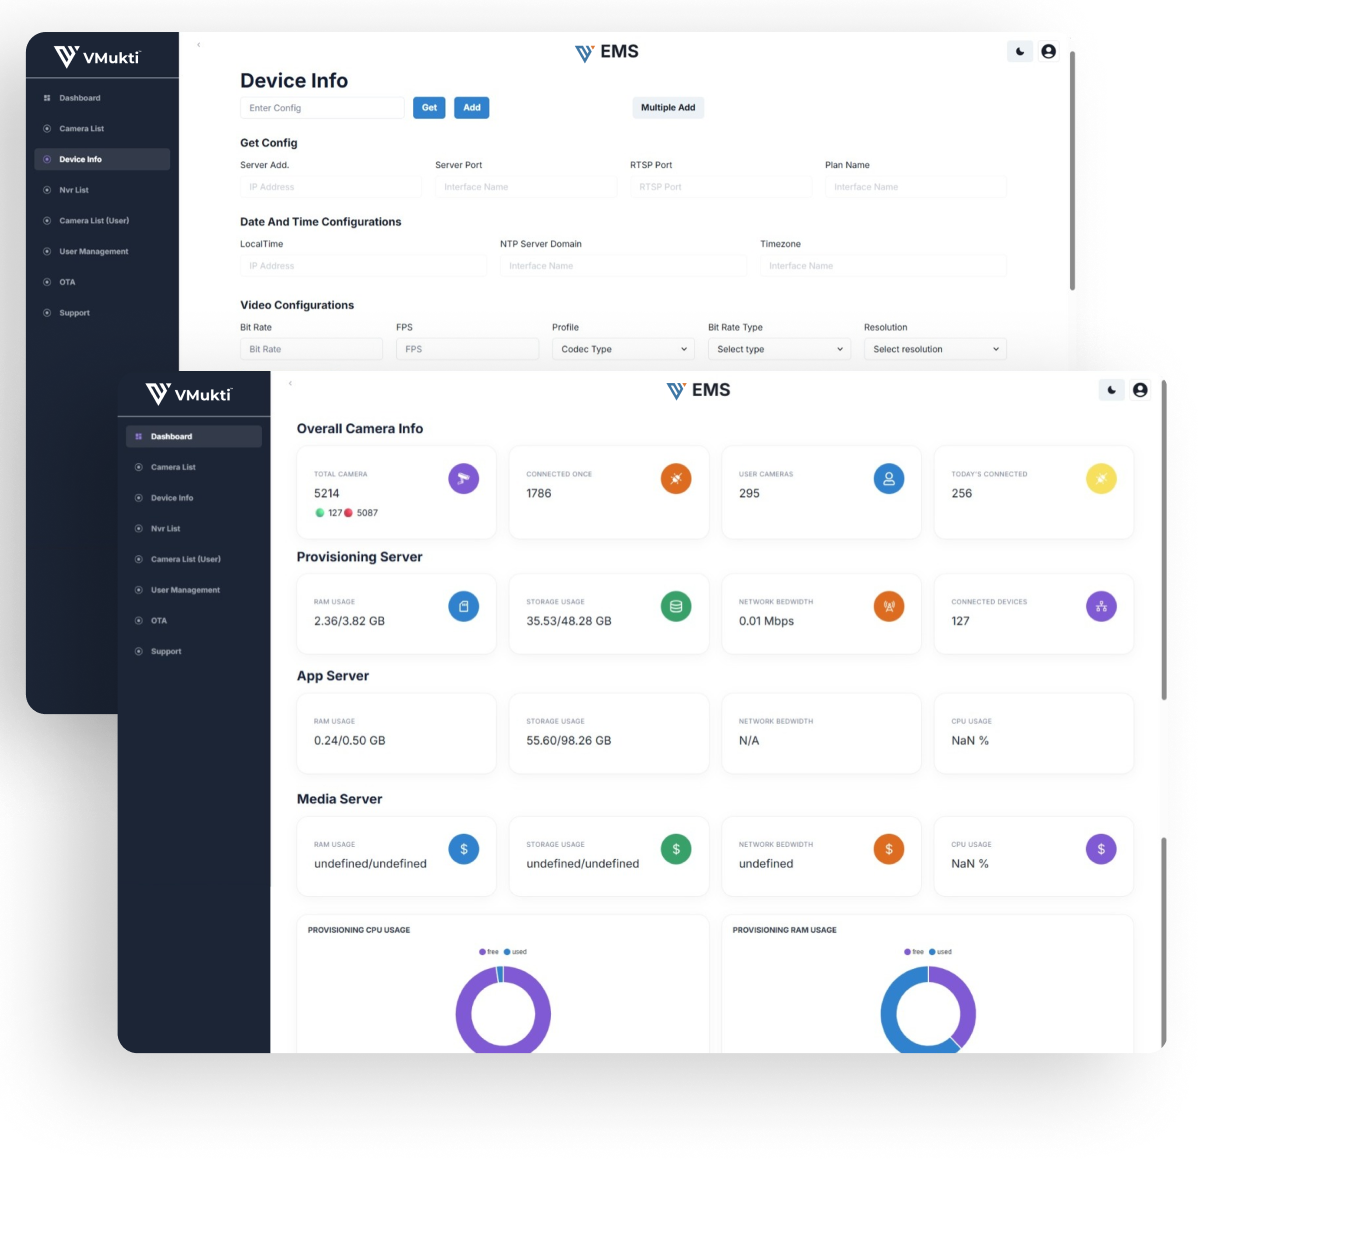 VMukti
Dashboard
Camera List
Device Info
Nvr List
Camera List (User)
User Management
OTA
Support
EMS
Device Info
Enter Config Get Add Multiple Add
Get Config
Server Add. Server Port RTSP Port Plan Name
IP Address Interface Name RTSP Port Interface Name
Date And Time Configurations
LocalTime NTP Server Domain Timezone
IP Address Interface Name Interface Name
Video Configurations
Bit Rate FPS Profile Bit Rate Type Resolution
Bit Rate FPS Codec Type Select type Select resolution
VMukti
Dashboard
Camera List
Device Info
Nvr List
Camera List (User)
User Management
OTA
Support
EMS
Overall Camera Info
TOTAL CAMERA CONNECTED ONCE USER CAMERAS TODAY'S CONNECTED
5214 1786 295 256
127 5087
Provisioning Server
RAM USAGE STORAGE USAGE NETWORK BEDWIDTH CONNECTED DEVICES
2.36/3.82 GB 35.53/48.28 GB 0.01 Mbps 127
App Server
RAM USAGE STORAGE USAGE NETWORK BEDWIDTH CPU USAGE
0.24/0.50 GB 55.60/98.26 GB N/A NaN %
Media Server
RAM USAGE STORAGE USAGE NETWORK BEDWIDTH CPU USAGE
undefined/undefined undefined/undefined undefined NaN %
$ $ $ $
PROVISIONING CPU USAGE PROVISIONING RAM USAGE
free used free used